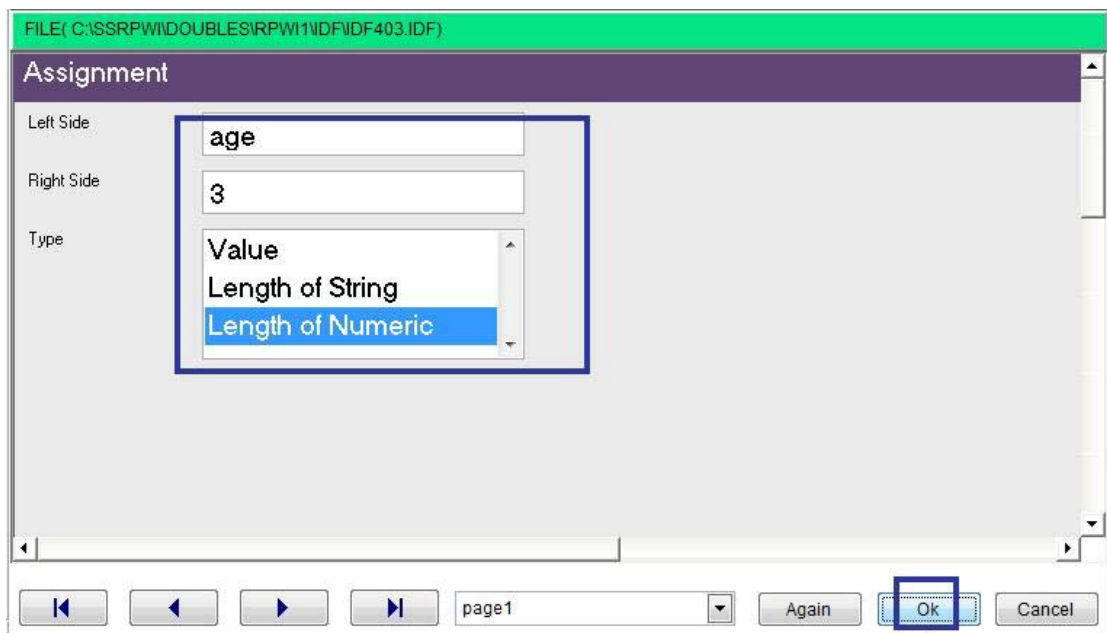 FILE( C:\SSRPWI\DOUBLES\RPWI1\IDF\IDF403.IDF)
Assignment
Left Side
age
Right Side
3
Type
Value
Length of String
Length of Numeric
page1
Again
Ok
Cancel